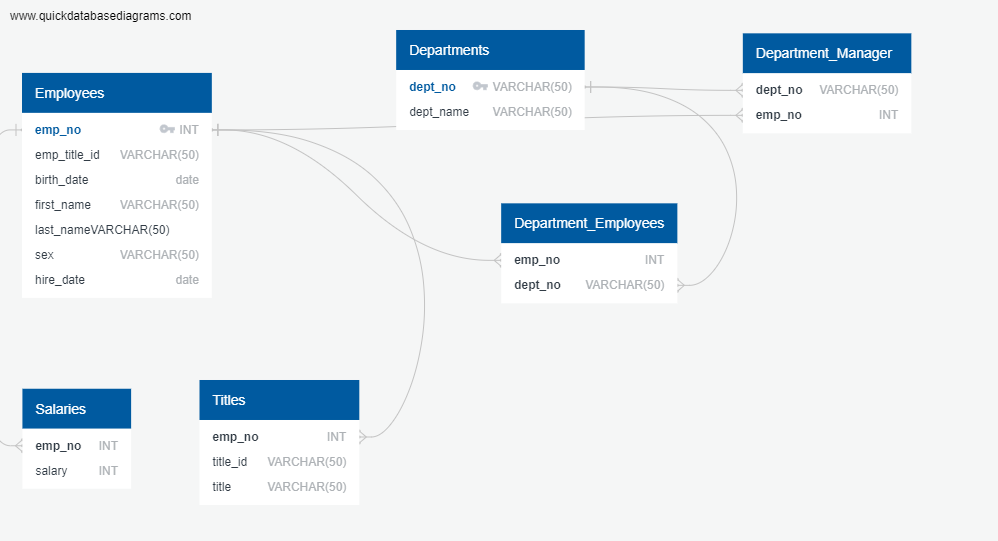 www.quickdatabasediagrams.com
Employees
emp_no INT
emp_title_id VARCHAR(50)
birth_date date
first_name VARCHAR(50)
last_nameVARCHAR(50)
sex VARCHAR(50)
hire_date date
Departments
dept_no VARCHAR(50)
dept_name VARCHAR(50)
Department_Manager
dept_no VARCHAR(50)
emp_no INT
Department_Employees
emp_no INT
dept_no VARCHAR(50)
Salaries
emp_no INT
salary INT
Titles
emp_no INT
title_id VARCHAR(50)
title VARCHAR(50)